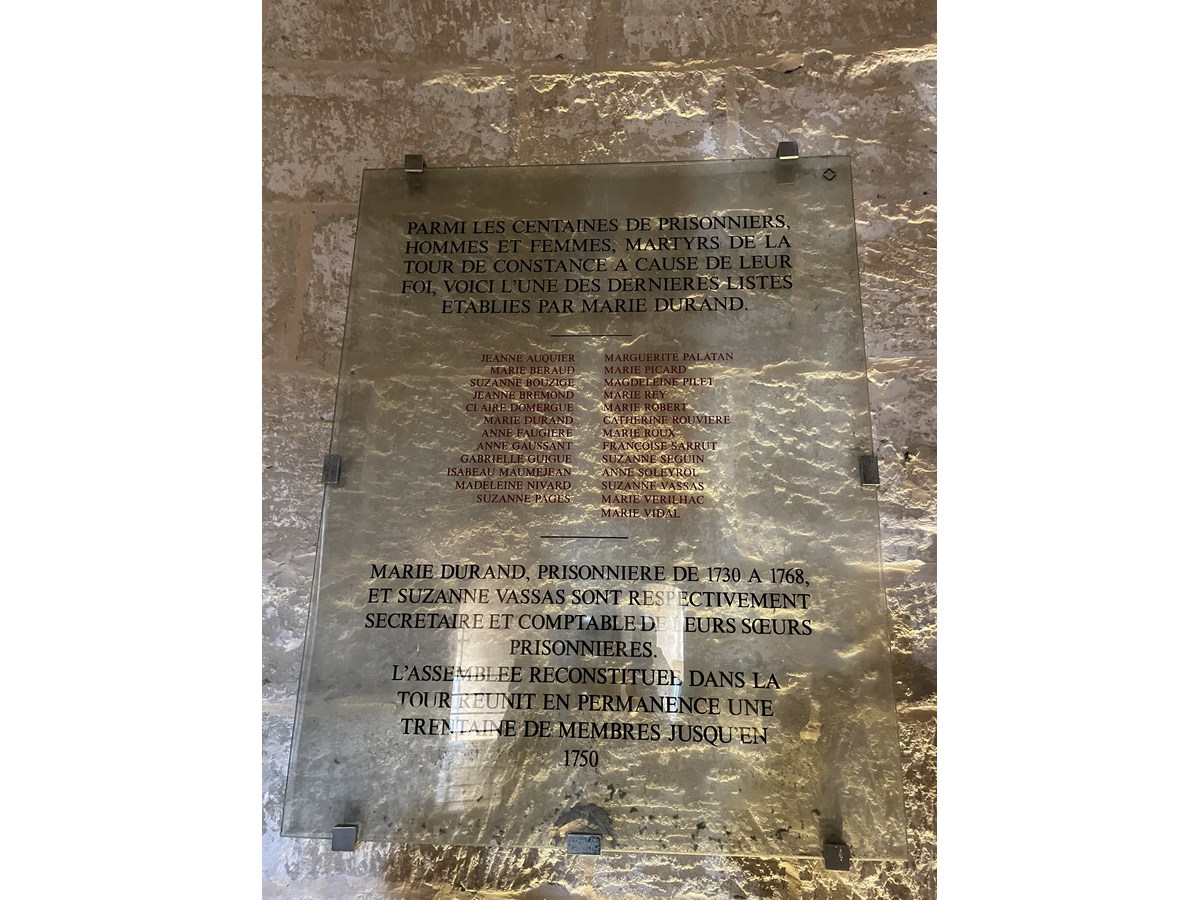 PARMI LES CENTAINES DE PRISONNIERS,
HOMMES ET FEMMES, MARTYRS DE LA
TOUR DE CONSTANCE A CAUSE DE LEUR
FOI, VOICI L'UNE DES DERNIERES LISTES
ETABLIES PAR MARIE DURAND.
JEANNE AUQUIER
MARIE BERAUD
SUZANNE BOUZIGE
JEANNE BREMOND
CLAIRE DOMERGUE
MARIE DURAND
ANNE FAUGIERE
ANNE GAUSSANT
GABRIELLE GUIGUE
ISABEAU MAUMEJEAN
MADELEINE NIVARD
SUZANNE PAGES
MARGUERITE PALATAN
MARIE PICARD
MAGDELEINE PILET
MARIE REY
MARIE ROBERT
CATHERINE ROUVIERE
MARIE ROUX
FRANÇOISE SARRUT
SUZANNE SEGUIN
ANNE SOLEYROL
SUZANNE VASSAS
MARIE VERILHAC
MARIE VIDAL
MARIE DURAND, PRISONNIERE DE 1730 A 1768,
ET SUZANNE VASSAS SONT RESPECTIVEMENT
SECRETAIRE ET COMPTABLE DE LEURS SŒURS
PRISONNIERES.
L'ASSEMBLEE RECONSTITUEE DANS LA
TOUR REUNIT EN PERMANENCE UNE
TRENTAINE DE MEMBRES JUSQU'EN
1750